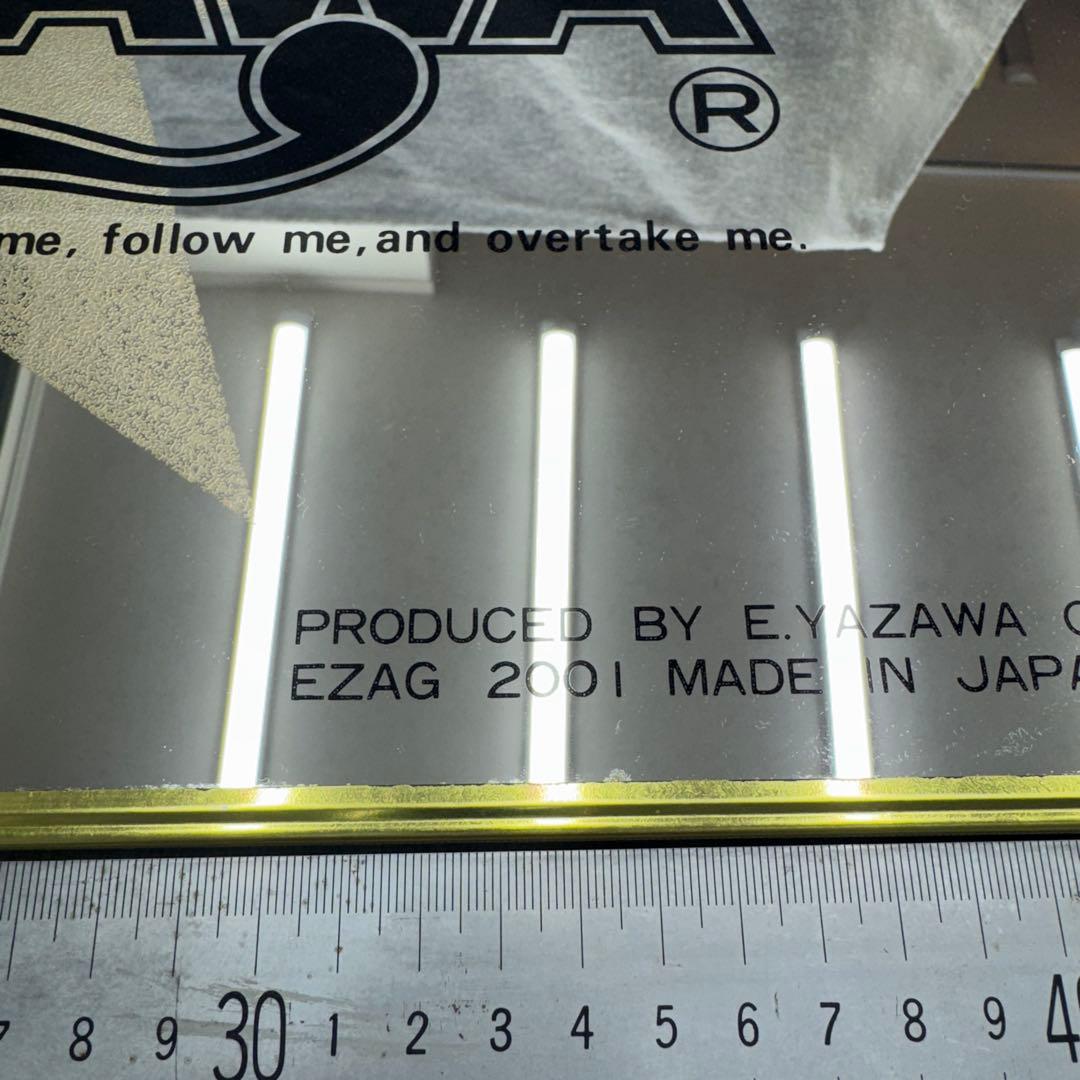 ®
me, follow me, and overtake me.
PRODUCED BY E.YAZAWA
EZAG 2001 MADE IN JAPA
8 9 30 1 2 3 4 5 6 7 8 9